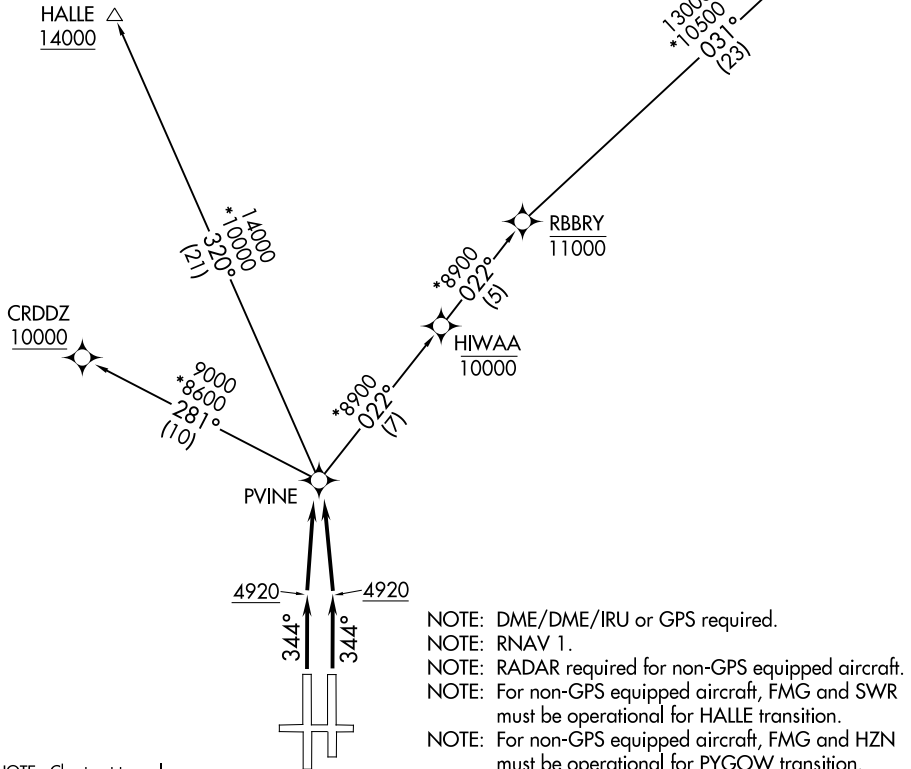 HALLE
14000
13000
*10500
031°
(23)
14000
*10000
320°
(21)
RBBRY
11000
*8900
022°
(5)
CRDDZ
10000
HIWAA
10000
9000
*8600
281°
(10)
*8900
022°
(7)
PVINE
4920
4920
344°
344°
NOTE: DME/DME/IRU or GPS required.
NOTE: RNAV 1.
NOTE: RADAR required for non-GPS equipped aircraft.
NOTE: For non-GPS equipped aircraft, FMG and SWR
must be operational for HALLE transition.
NOTE: For non-GPS equipped aircraft, FMG and HZN
must be operational for PYGOW transition.